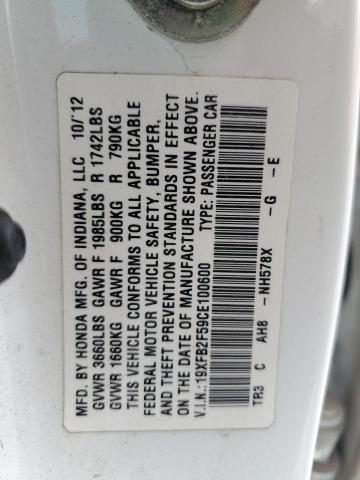 MFD. BY HONDA MFG. OF INDIANA, LLC 10/'12
GVWR 3660LBS GAWR F 1985LBS R 1742LBS
GVWR 1660KG GAWR F 900KG R 790KG
THIS VEHICLE CONFORMS TO ALL APPLICABLE
FEDERAL MOTOR VEHICLE SAFETY, BUMPER,
AND THEFT PREVENTION STANDARDS IN EFFECT
ON THE DATE OF MANUFACTURE SHOWN ABOVE.
V.I.N.: 19XFB2F59CE100600 TYPE: PASSENGER CAR
TR3 C AH8 -NH578X -G -E